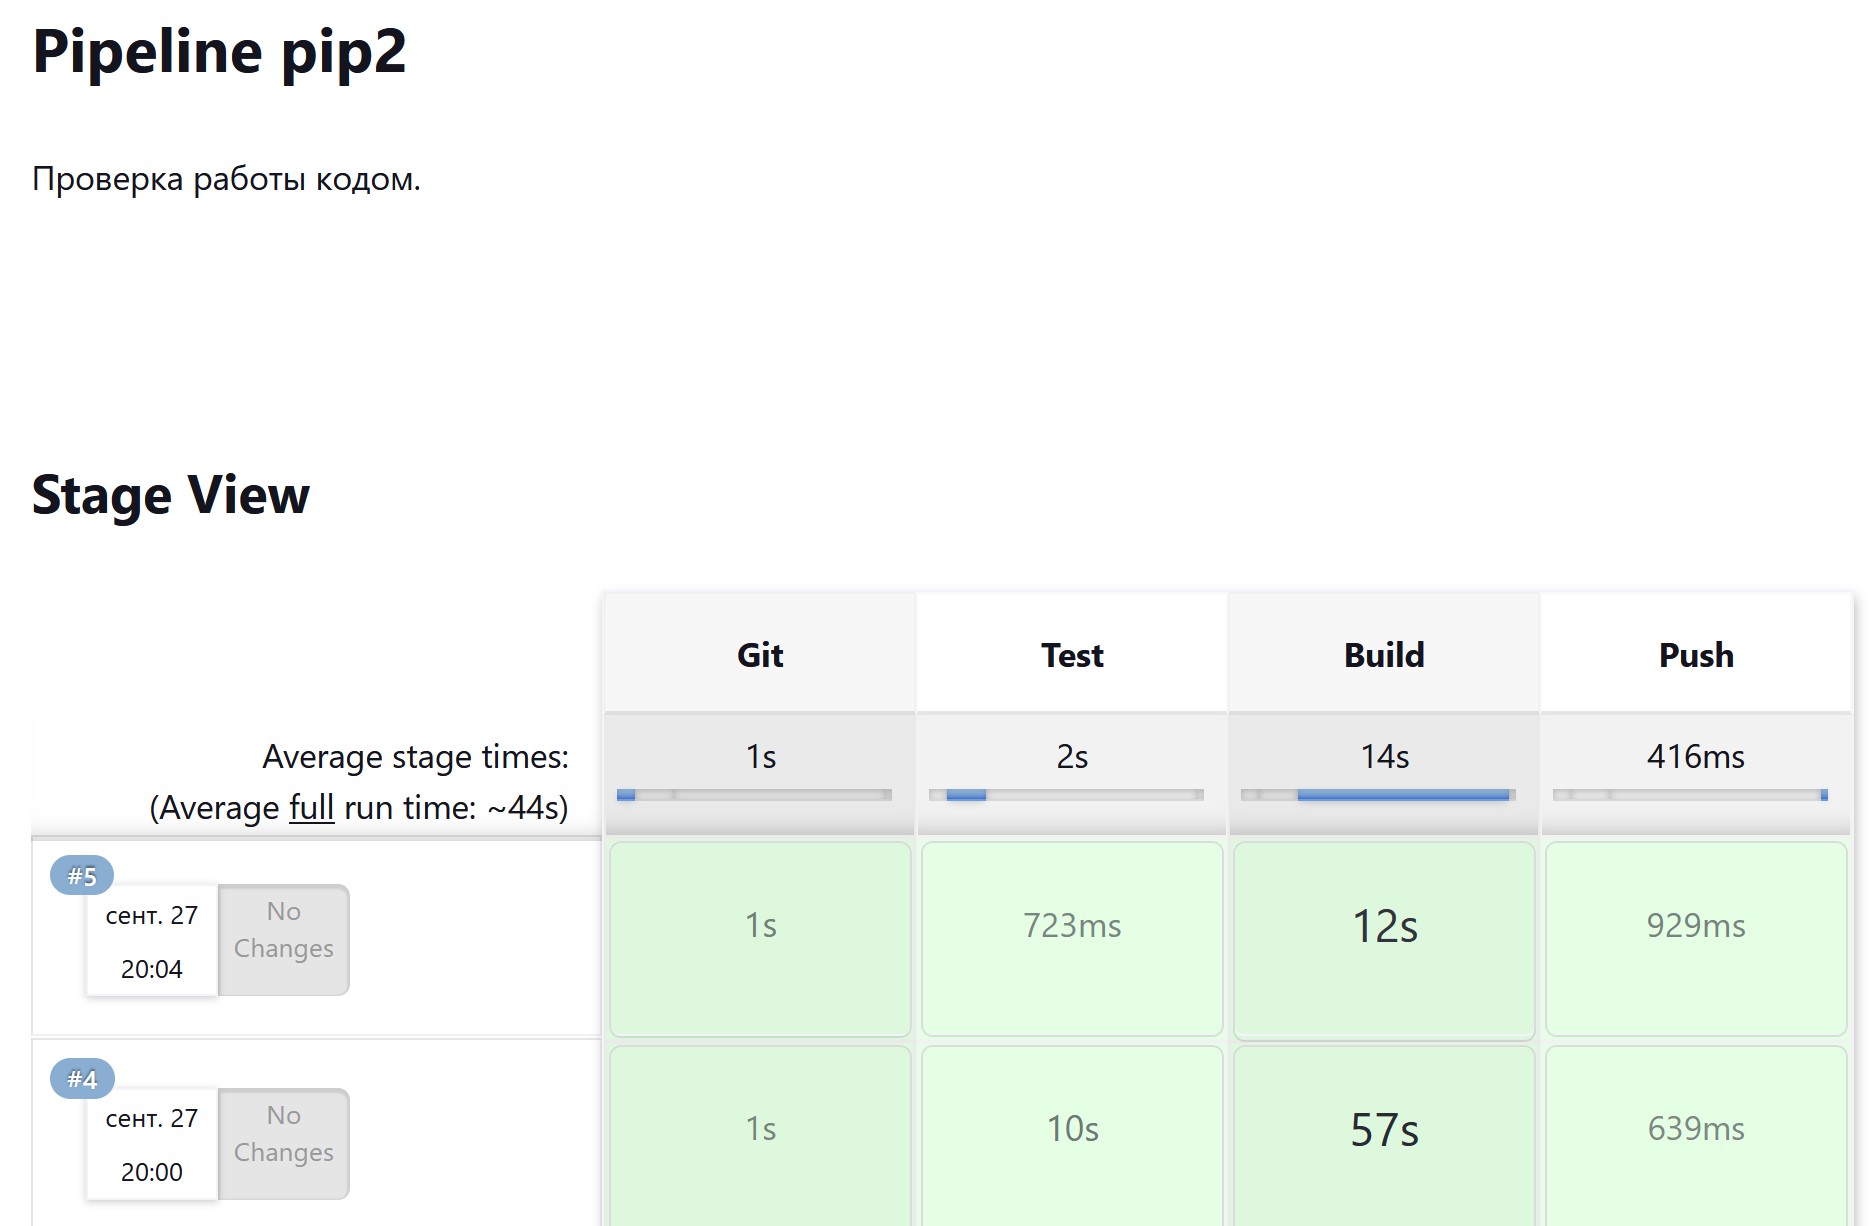 Pipeline pip2
Проверка работы кодом.
Stage View
Git Test Build Push
Average stage times: 1s 2s 14s 416ms
(Average full run time: ~44s)
#5
сент. 27 No
Changes
20:04
1s 723ms 12s 929ms
#4
сент. 27 No
Changes
20:00
1s 10s 57s 639ms